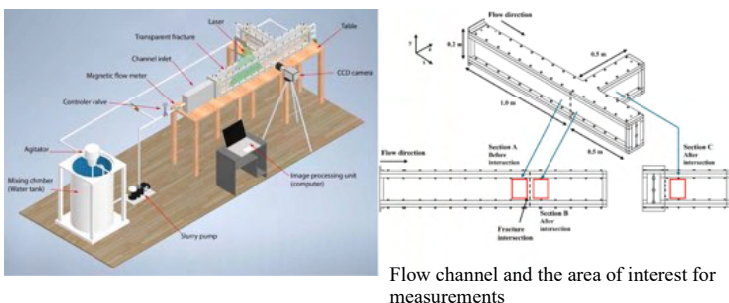 Laser
Table
Transparent fracture
Channel inlet
Magnetic flow meter
CCD camera
Controler valve
Agitator
Mixing chmber
(Water tank)
Image processing unit
(computer)
Slurry pump
Flow direction
0.2 m
0.5 m
1.0 m
0.5 m
Section A
Before
intersection
Section C
After
intersection
Flow direction
Section B
After
intersection
Fracture
intersection
Flow channel and the area of interest for
measurements